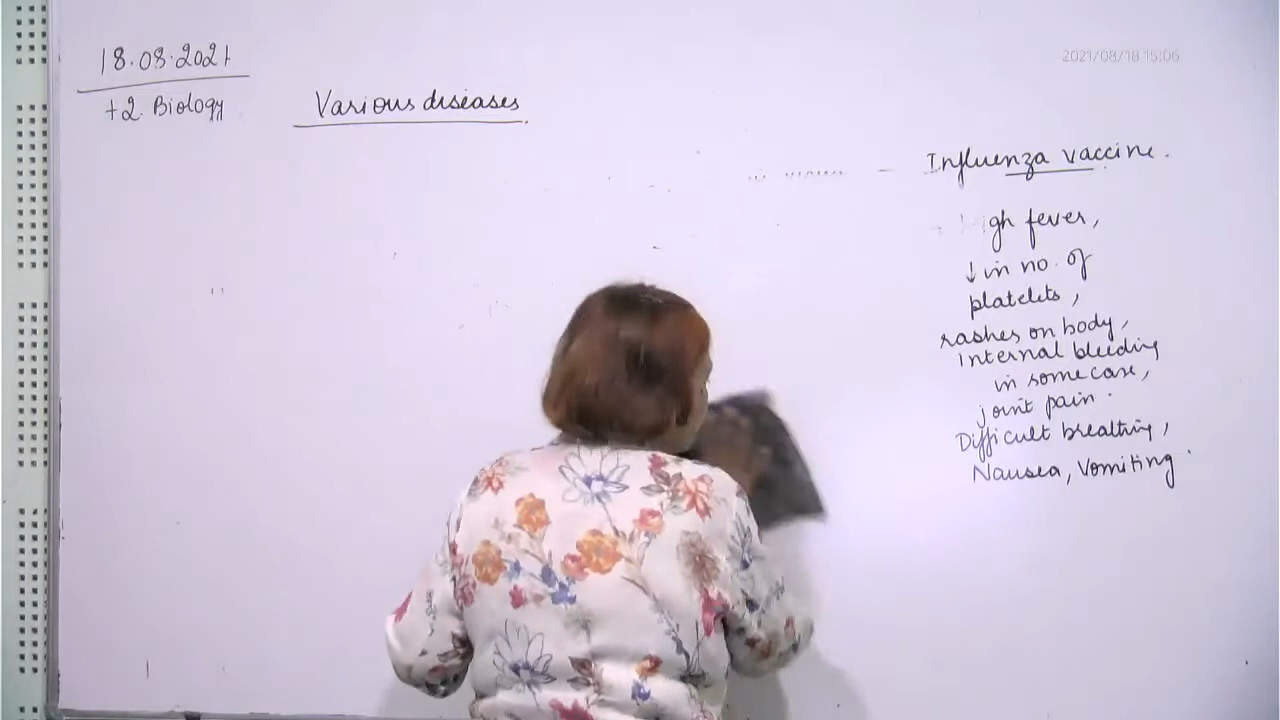 18.08.2021
+2. Biology
Various diseases
2021/08/18 15:06
Influenza vaccine.
gh fever,
↓ in no. of
platelets,
rashes on body,
internal bleeding
in some case,
joint pain.
Difficult breathing,
Nausea, Vomiting.